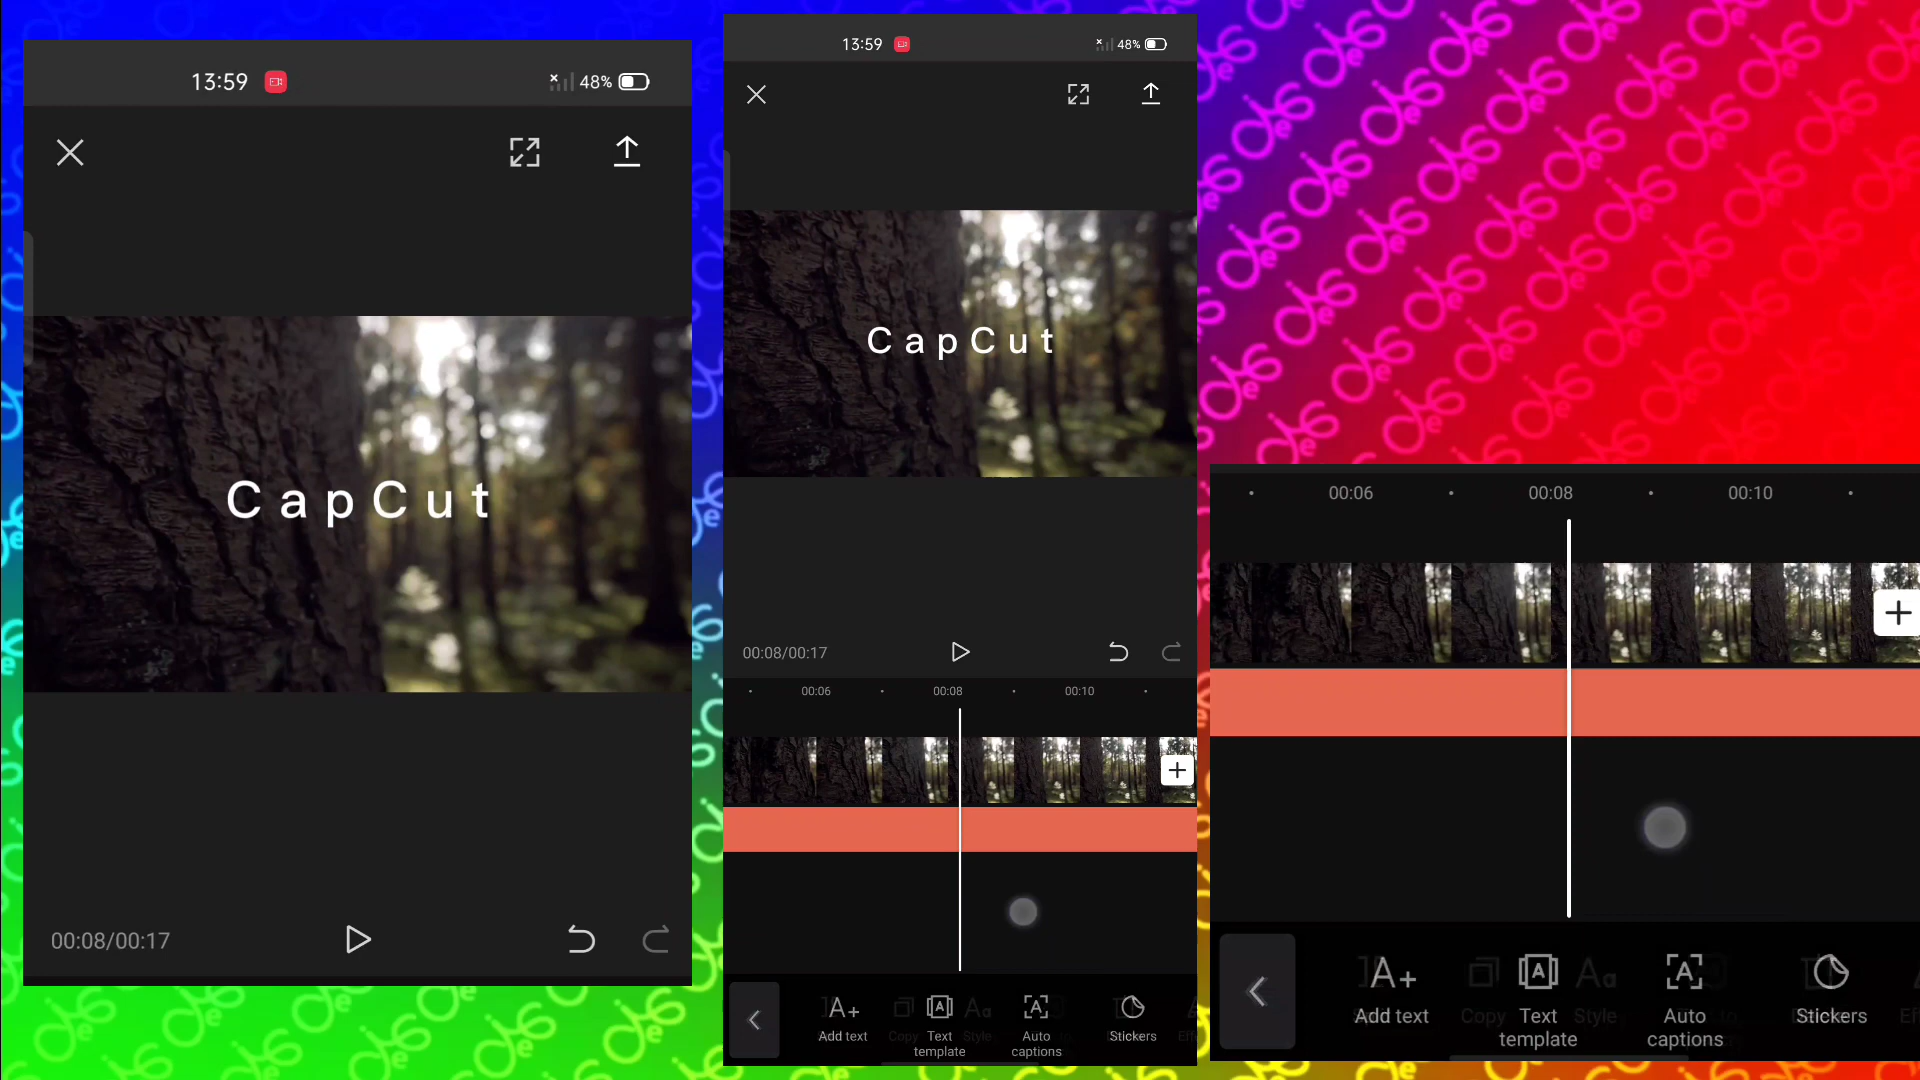 13:59
48%
CapCut
00:08/00:17
13:59
48%
CapCut
00:08/00:17
00:06
00:08
00:10
Add text
Copy
Text template
Style
Auto captions
Stickers
00:06
00:08
00:10
Add text
Copy
Text template
Style
Auto captions
Stickers